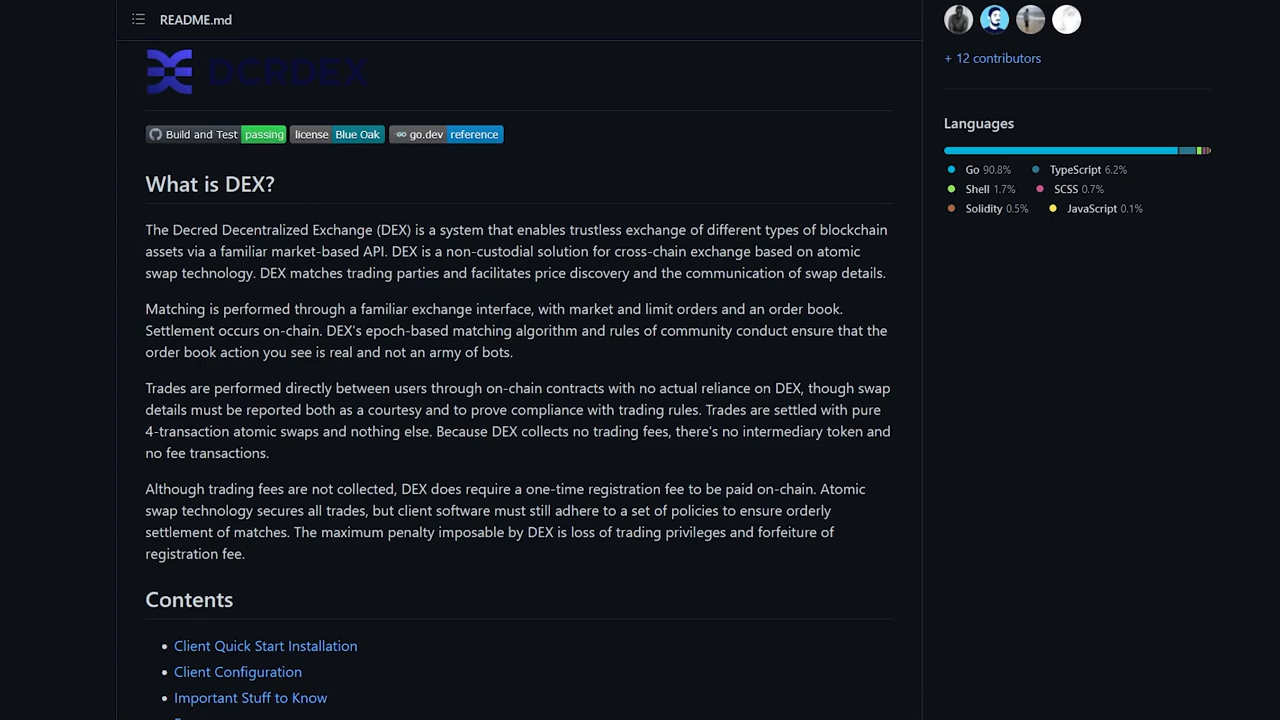 README.md
DCRDEX
Build and Test passing license Blue Oak go.dev reference
What is DEX?
The Decred Decentralized Exchange (DEX) is a system that enables trustless exchange of different types of blockchain
assets via a familiar market-based API. DEX is a non-custodial solution for cross-chain exchange based on atomic
swap technology. DEX matches trading parties and facilitates price discovery and the communication of swap details.
Matching is performed through a familiar exchange interface, with market and limit orders and an order book.
Settlement occurs on-chain. DEX's epoch-based matching algorithm and rules of community conduct ensure that the
order book action you see is real and not an army of bots.
Trades are performed directly between users through on-chain contracts with no actual reliance on DEX, though swap
details must be reported both as a courtesy and to prove compliance with trading rules. Trades are settled with pure
4-transaction atomic swaps and nothing else. Because DEX collects no trading fees, there's no intermediary token and
no fee transactions.
Although trading fees are not collected, DEX does require a one-time registration fee to be paid on-chain. Atomic
swap technology secures all trades, but client software must still adhere to a set of policies to ensure orderly
settlement of matches. The maximum penalty imposable by DEX is loss of trading privileges and forfeiture of
registration fee.
Contents
Client Quick Start Installation
Client Configuration
Important Stuff to Know
+ 12 contributors
Languages
Go 90.8% TypeScript 6.2%
Shell 1.7% SCSS 0.7%
Solidity 0.5% JavaScript 0.1%